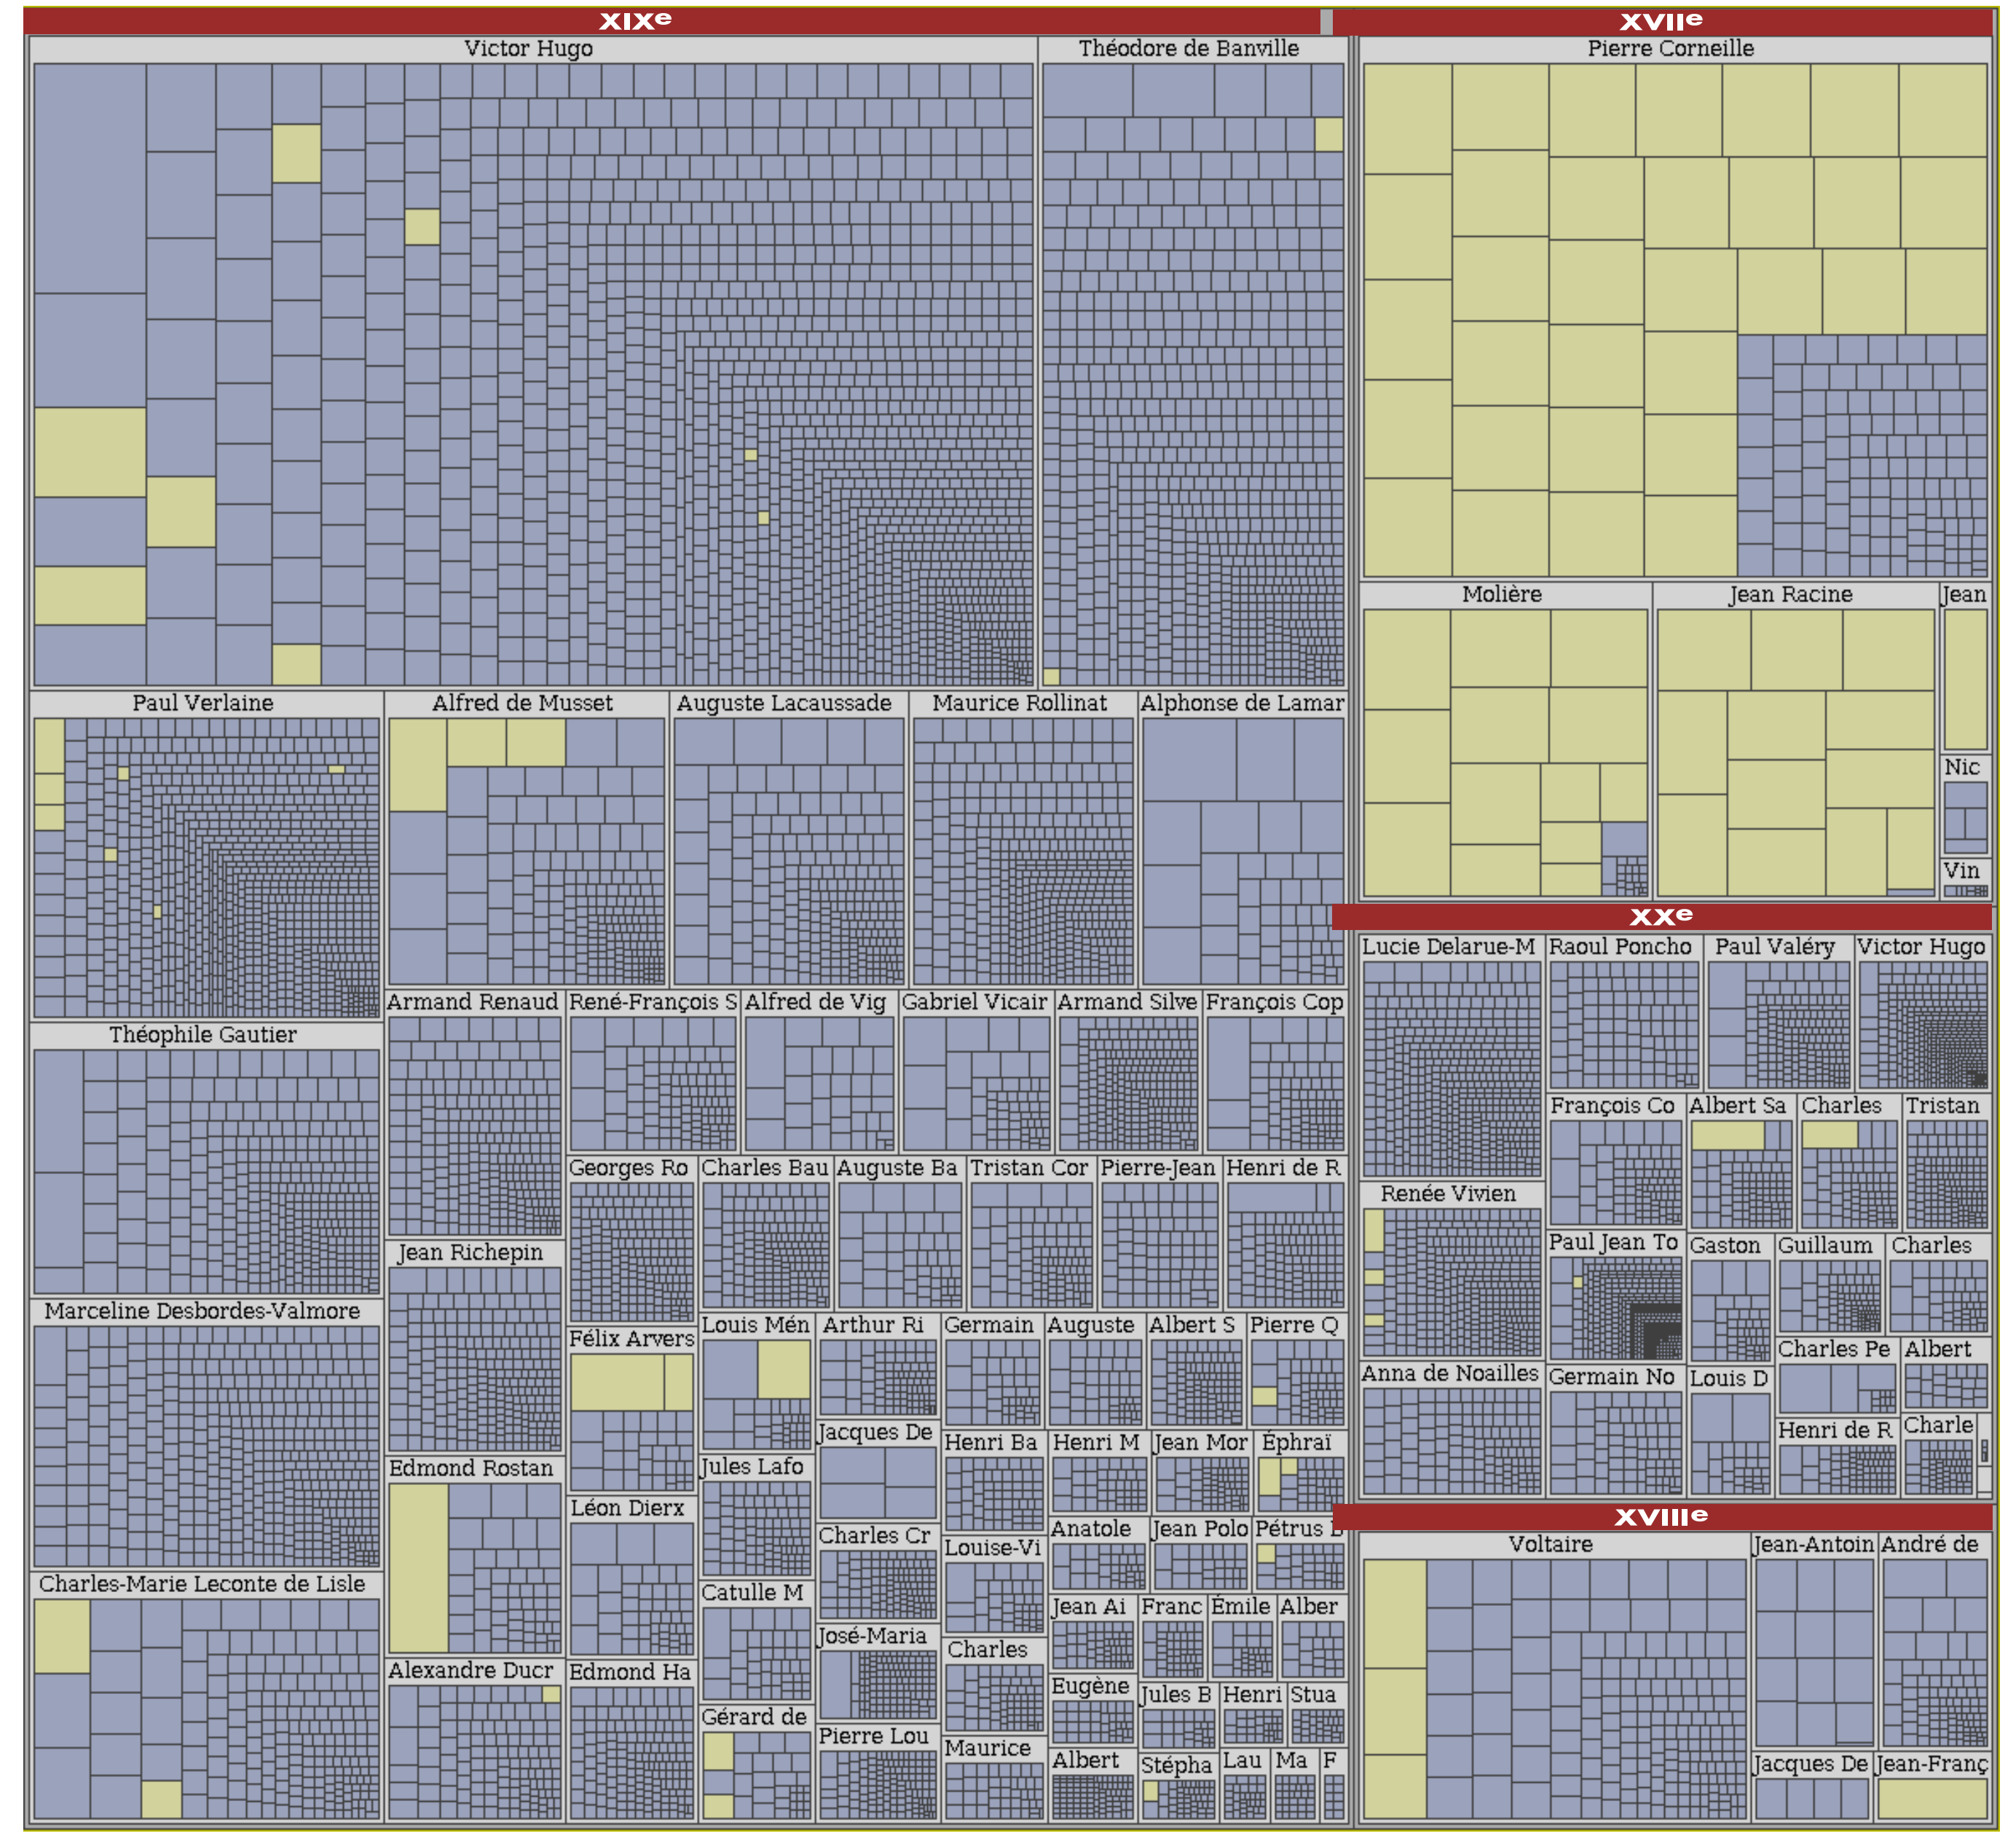 XIXe
XVIIe
Victor Hugo
Théodore de Banville
Pierre Corneille
Molière
Jean Racine
Jean
Nic
Vin
Paul Verlaine
Alfred de Musset
Auguste Lacaussade
Maurice Rollinat
Alphonse de Lamar
Théophile Gautier
Marceline Desbordes-Valmore
Charles-Marie Leconte de Lisle
Armand Renaud
Jean Richepin
Edmond Rostan
Alexandre Ducr
René-François S
Alfred de Vig
Gabriel Vicair
Armand Silve
François Cop
Georges Ro
Charles Bau
Auguste Ba
Tristan Cor
Pierre-Jean
Henri de R
Félix Arvers
Léon Dierx
Edmond Ha
Louis Mén
Jules Lafo
Catulle M
Gérard de
Arthur Ri
Jacques De
Charles Cr
José-Maria
Pierre Lou
Germain
Auguste
Albert S
Pierre Q
Henri Ba
Louise-Vi
Charles
Maurice
Henri M
Jean Mor
Éphraï
Anatole
Jean Polo
Pétrus B
Jean Ai
Franc
Émile
Alber
Eugène
Jules B
Henri
Stua
Albert
Stépha
Lau
Ma
F
XXe
Lucie Delarue-M
Raoul Poncho
Paul Valéry
Victor Hugo
François Co
Albert Sa
Charles
Tristan
Renée Vivien
Paul Jean To
Gaston
Guillaum
Charles
Anna de Noailles
Germain No
Louis D
Charles Pe
Albert
Henri de R
Charle
XVIIIe
Voltaire
Jean-Antoin
André de
Jacques De
Jean-Franç